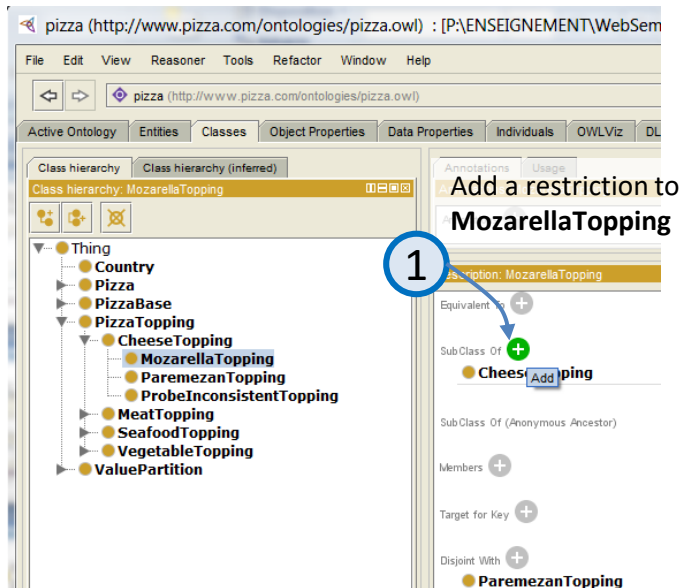 pizza (http://www.pizza.com/ontologies/pizza.owl) : [P:\ENSEIGNEMENT\WebSem
File Edit View Reasoner Tools Refactor Window Help
pizza (http://www.pizza.com/ontologies/pizza.owl)
Active Ontology Entities Classes Object Properties Data Properties Individuals OWLViz DL
Class hierarchy Class hierarchy (inferred)
Class hierarchy: MozarellaTopping
Thing
Country
Pizza
PizzaBase
PizzaTopping
CheeseTopping
MozarellaTopping
ParemezanTopping
ProbeInconsistentTopping
MeatTopping
SeafoodTopping
VegetableTopping
ValuePartition
Annotations Usage
Add a restriction to
MozarellaTopping
1
Description: MozarellaTopping
Equivalent To
SubClass Of
CheeseTopping
Add
SubClass Of (Anonymous Ancestor)
Members
Target for Key
Disjoint With
ParemezanTopping